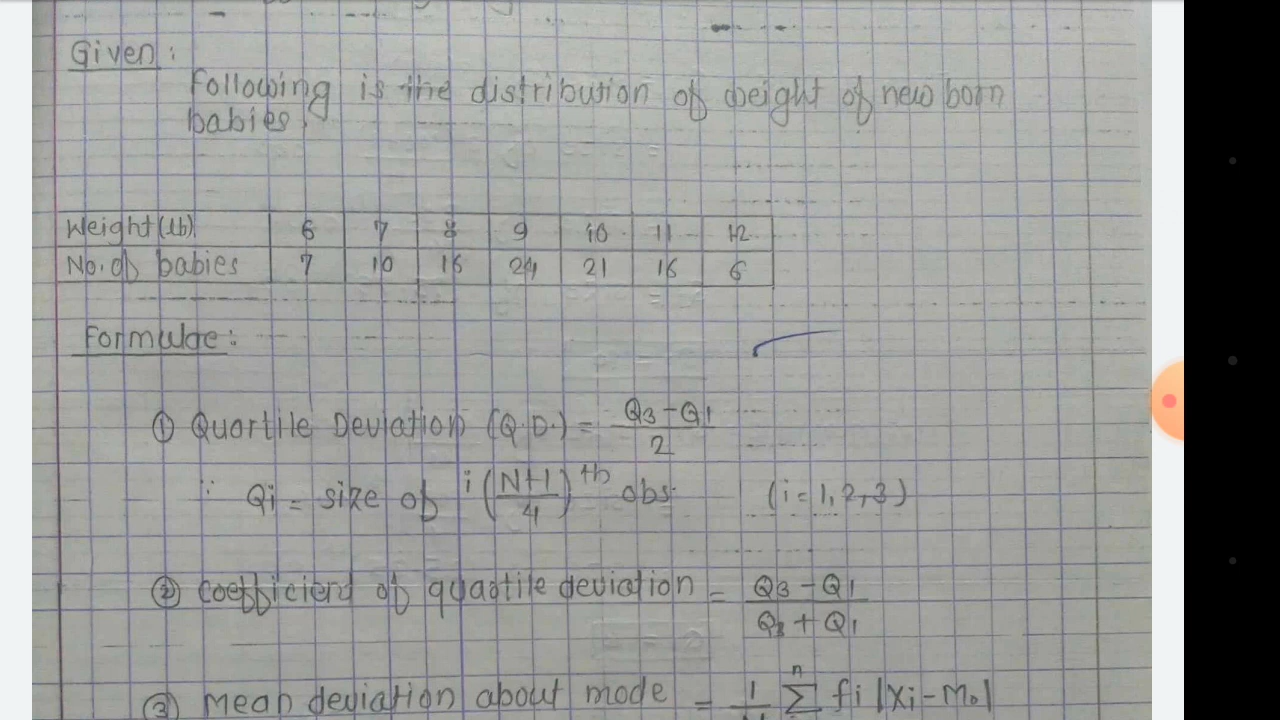 Given:
Following is the distribution of weight of new born
babies.
Weight(lb) 6 7 8 9 10 11 12
No. of babies 7 10 16 24 21 16 6
Formulae:
① Quartile Deviation (Q.D.) = Q3 - Q1 / 2
∵ Qi = size of i (N+1 / 4)th obs. (i = 1, 2, 3)
② coefficient of quartile deviation = Q3 - Q1 / Q3 + Q1
③ Mean deviation about mode = 1/N n Σ fi |xi - Mo|